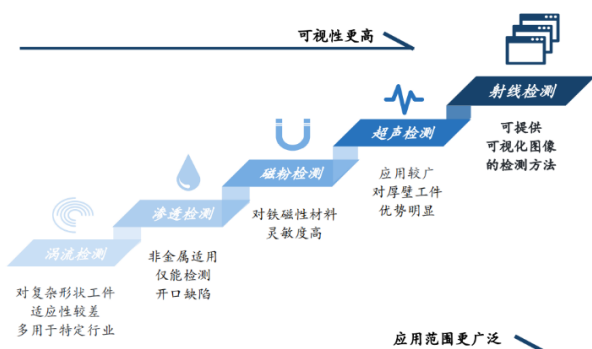 可视性更高
射线检测
可提供
可视化图像
的检测方法
超声检测
应用较广
对厚壁工件
优势明显
磁粉检测
对铁磁性材料
灵敏度高
渗透检测
非金属适用
仅能检测
开口缺陷
涡流检测
对复杂形状工件
适应性较差
多用于特定行业
应用范围更广泛